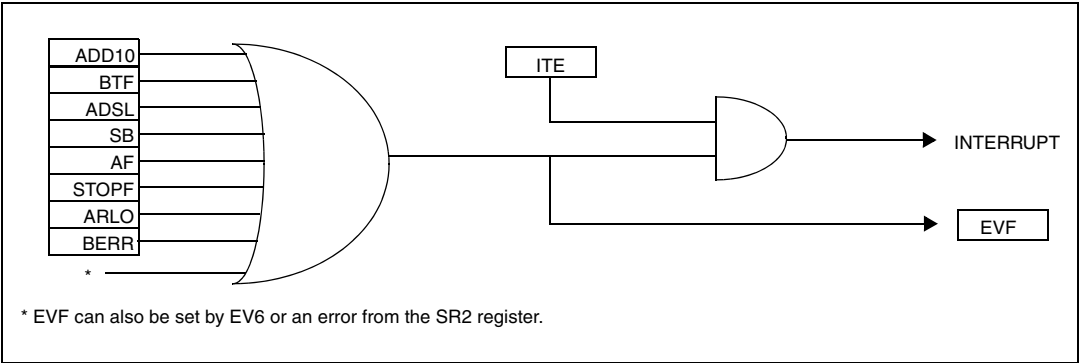 ADD10
BTF
ADSL
SB
AF
STOPF
ARLO
BERR
*
ITE
INTERRUPT
EVF
* EVF can also be set by EV6 or an error from the SR2 register.